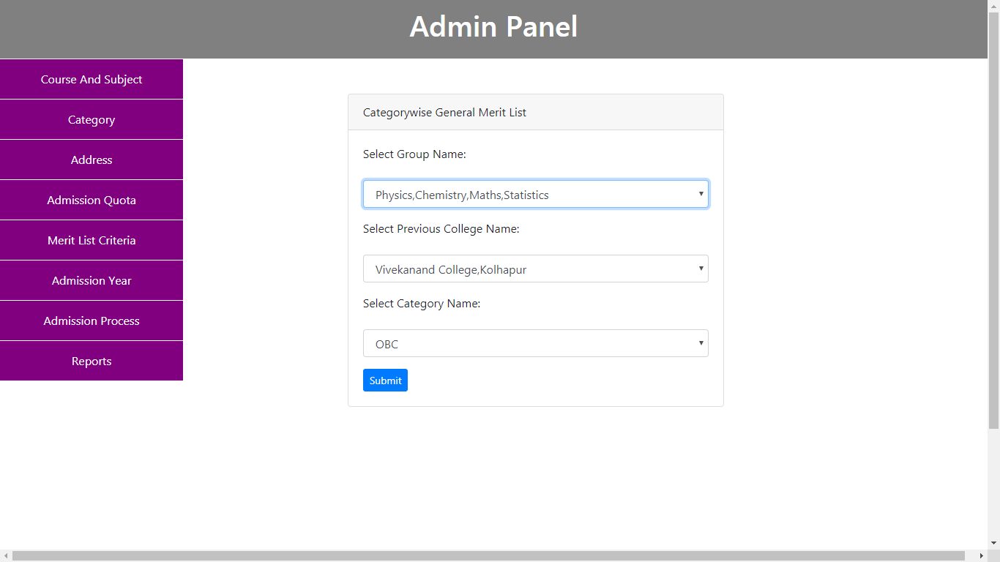 Admin Panel
Course And Subject
Category
Address
Admission Quota
Merit List Criteria
Admission Year
Admission Process
Reports
Categorywise General Merit List
Select Group Name:
Physics,Chemistry,Maths,Statistics
Select Previous College Name:
Vivekanand College,Kolhapur
Select Category Name:
OBC
Submit